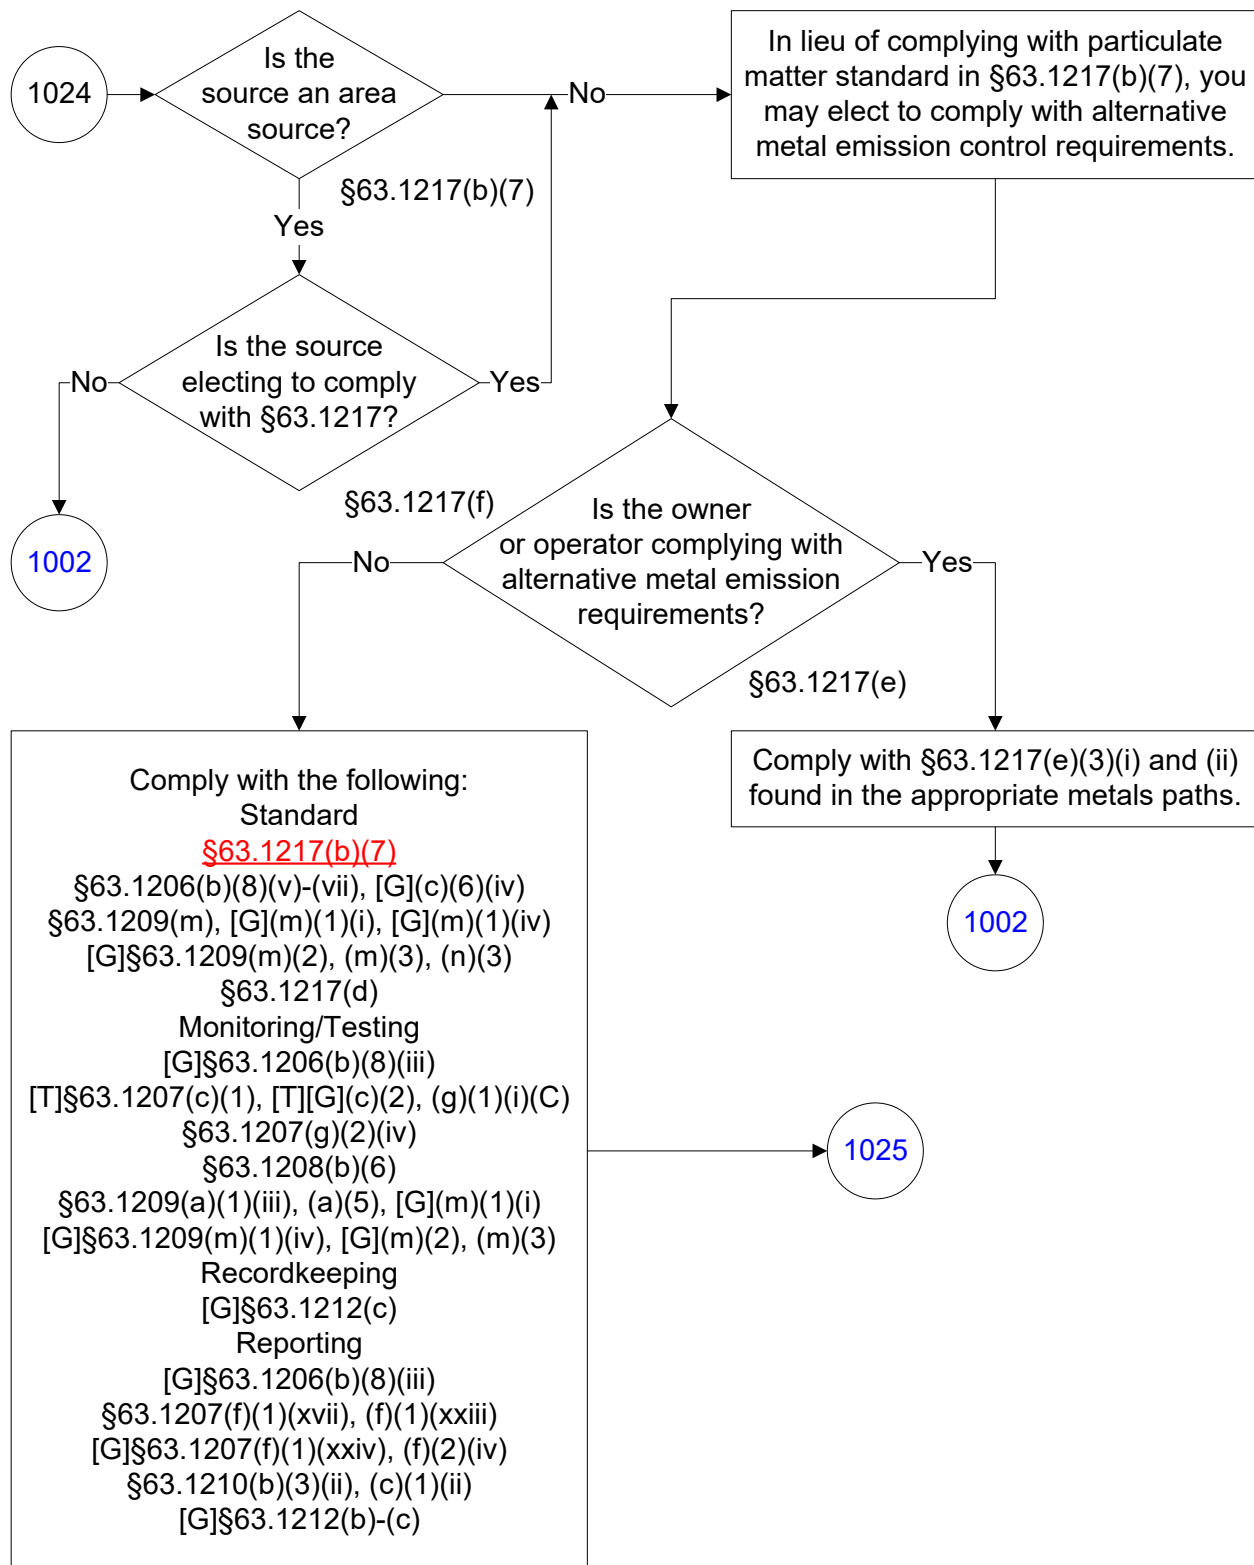 1024
Is the
source an area
source?
No
In lieu of complying with particulate
matter standard in §63.1217(b)(7), you
may elect to comply with alternative
metal emission control requirements.
§63.1217(b)(7)
Yes
Is the source
electing to comply
with §63.1217?
No
Yes
1002
§63.1217(f)
Is the owner
or operator complying with
alternative metal emission
requirements?
No
Yes
§63.1217(e)
Comply with §63.1217(e)(3)(i) and (ii)
found in the appropriate metals paths.
1002
Comply with the following:
Standard
§63.1217(b)(7)
§63.1206(b)(8)(v)-(vii), [G](c)(6)(iv)
§63.1209(m), [G](m)(1)(i), [G](m)(1)(iv)
[G]§63.1209(m)(2), (m)(3), (n)(3)
§63.1217(d)
Monitoring/Testing
[G]§63.1206(b)(8)(iii)
[T]§63.1207(c)(1), [T][G](c)(2), (g)(1)(i)(C)
§63.1207(g)(2)(iv)
§63.1208(b)(6)
§63.1209(a)(1)(iii), (a)(5), [G](m)(1)(i)
[G]§63.1209(m)(1)(iv), [G](m)(2), (m)(3)
Recordkeeping
[G]§63.1212(c)
Reporting
[G]§63.1206(b)(8)(iii)
§63.1207(f)(1)(xvii), (f)(1)(xxiii)
[G]§63.1207(f)(1)(xxiv), (f)(2)(iv)
§63.1210(b)(3)(ii), (c)(1)(ii)
[G]§63.1212(b)-(c)
1025